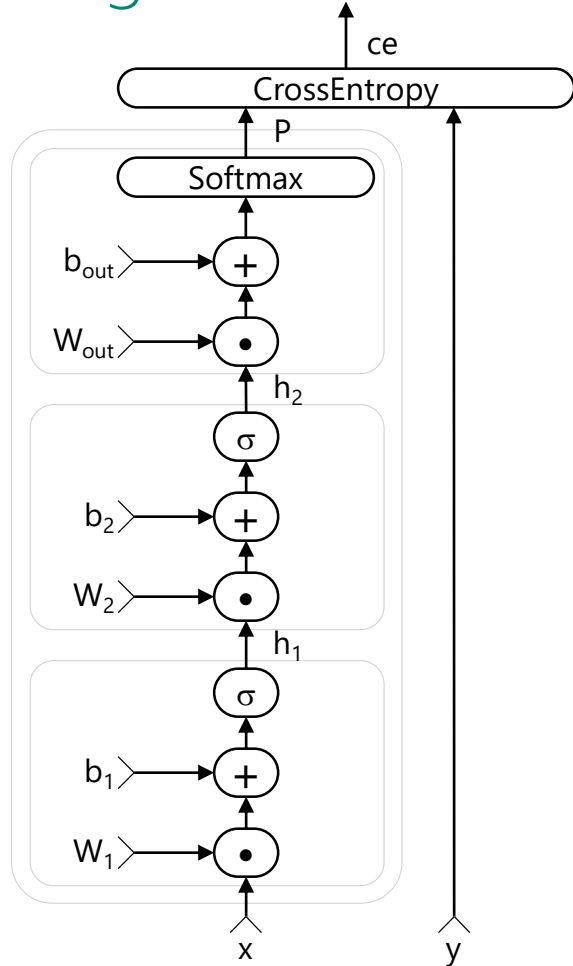 g
ce
CrossEntropy
P
Softmax
b_out
+
W_out
•
h_2
σ
b_2
+
W_2
•
h_1
σ
b_1
+
W_1
•
x y